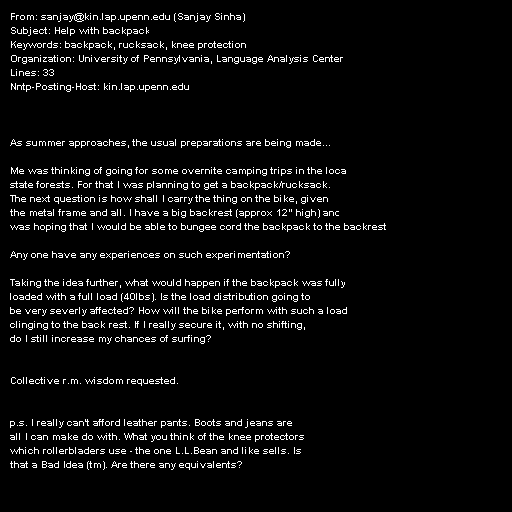 From: sanjay@kin.lap.upenn.edu (Sanjay Sinha)
Subject: Help with backpack
Keywords: backpack, rucksack, knee protection
Organization: University of Pennsylvania, Language Analysis Center
Lines: 33
Nntp-Posting-Host: kin.lap.upenn.edu
As summer approaches, the usual preparations are being made...
Me was thinking of going for some overnite camping trips in the loca
state forests. For that I was planning to get a backpack/rucksack.
The next question is how shall I carry the thing on the bike, given
the metal frame and all. I have a big backrest (approx 12" high) and
was hoping that I would be able to bungee cord the backpack to the backrest
Any one have any experiences on such experimentation?
Taking the idea further, what would happen if the backpack was fully
loaded with a full load (40lbs). Is the load distribution going to
be very severly affected? How will the bike perform with such a load
clinging to the back rest. If I really secure it, with no shifting,
do I still increase my chances of surfing?
Collective r.m. wisdom requested.
p.s. I really can't afford leather pants. Boots and jeans are
all I can make do with. What you think of the knee protectors
which rollerbladers use - the one L.L.Bean and like sells. Is
that a Bad Idea (tm). Are there any equivalents?